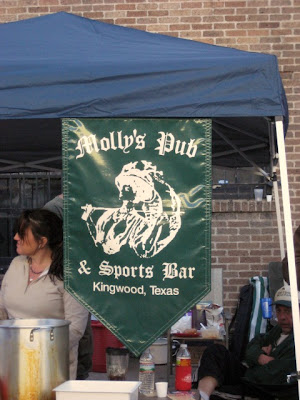 Molly's Pub
& Sports Bar
Kingwood, Texas